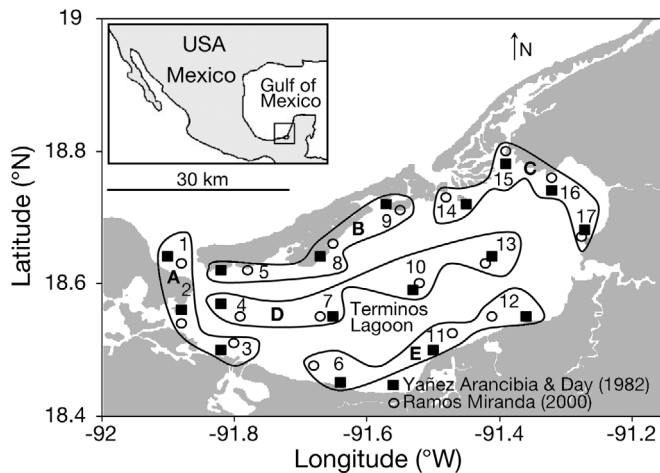 19
18.8
18.6
18.4
Latitude (°N)
USA
Mexico
Gulf of
Mexico
N
30 km
C
15
16
14
17
B
9
8
5
1
A
2
3
13
10
4
D
7
Terminos
Lagoon
12
11
E
6
Yañez Arancibia & Day (1982)
Ramos Miranda (2000)
-92
-91.8
-91.6
-91.4
-91.2
Longitude (°W)